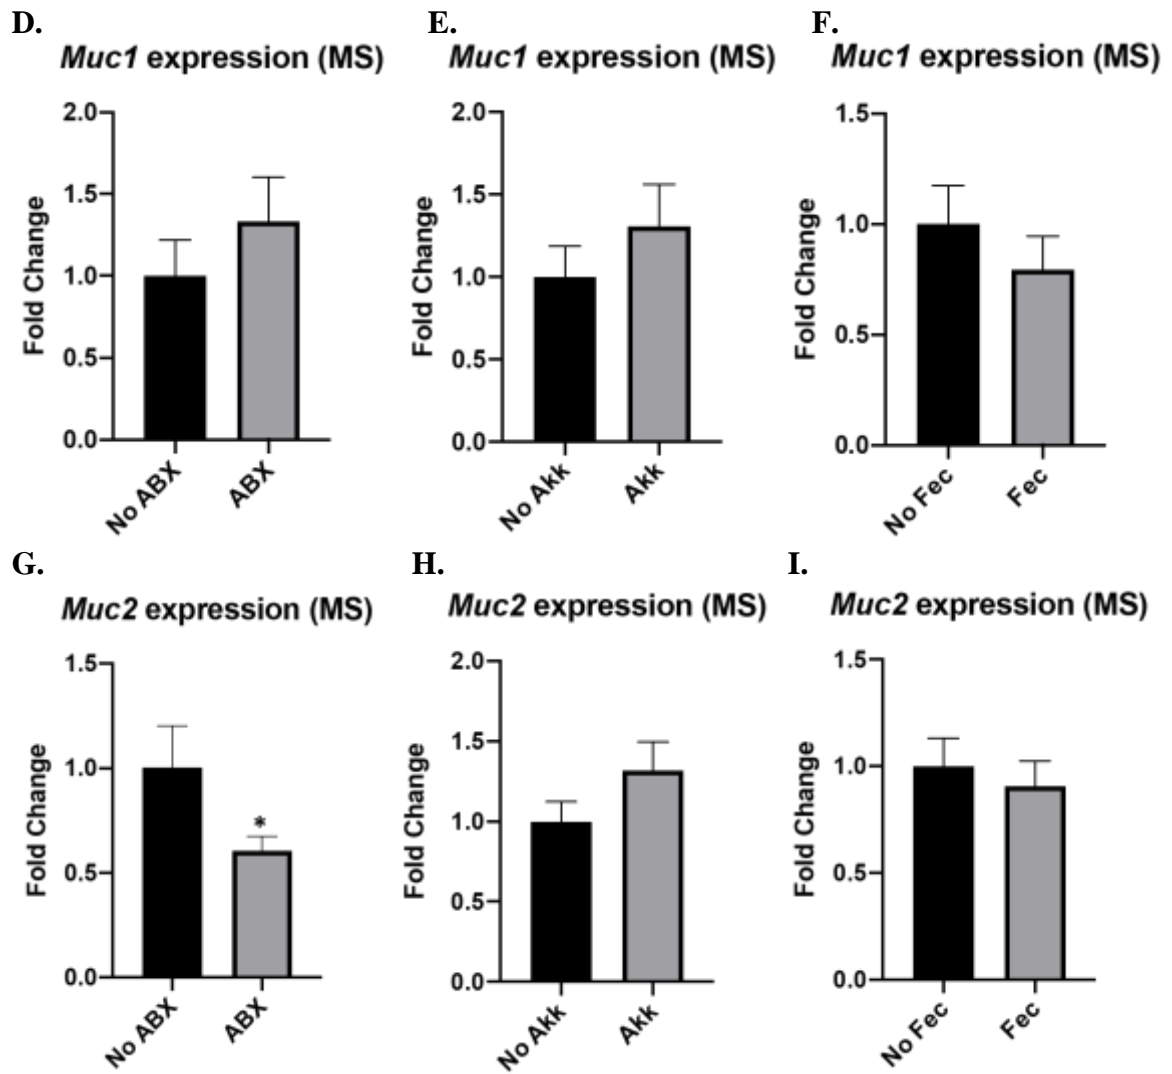 D.
Muc1 expression (MS)
Fold Change
2.0
1.5
1.0
0.5
0.0
No ABX
ABX
E.
Muc1 expression (MS)
Fold Change
2.0
1.5
1.0
0.5
0.0
No Akk
Akk
F.
Muc1 expression (MS)
Fold Change
1.5
1.0
0.5
0.0
No Fec
Fec
G.
Muc2 expression (MS)
Fold Change
1.5
1.0
0.5
0.0
*
No ABX
ABX
H.
Muc2 expression (MS)
Fold Change
2.0
1.5
1.0
0.5
0.0
No Akk
Akk
I.
Muc2 expression (MS)
Fold Change
1.5
1.0
0.5
0.0
No Fec
Fec